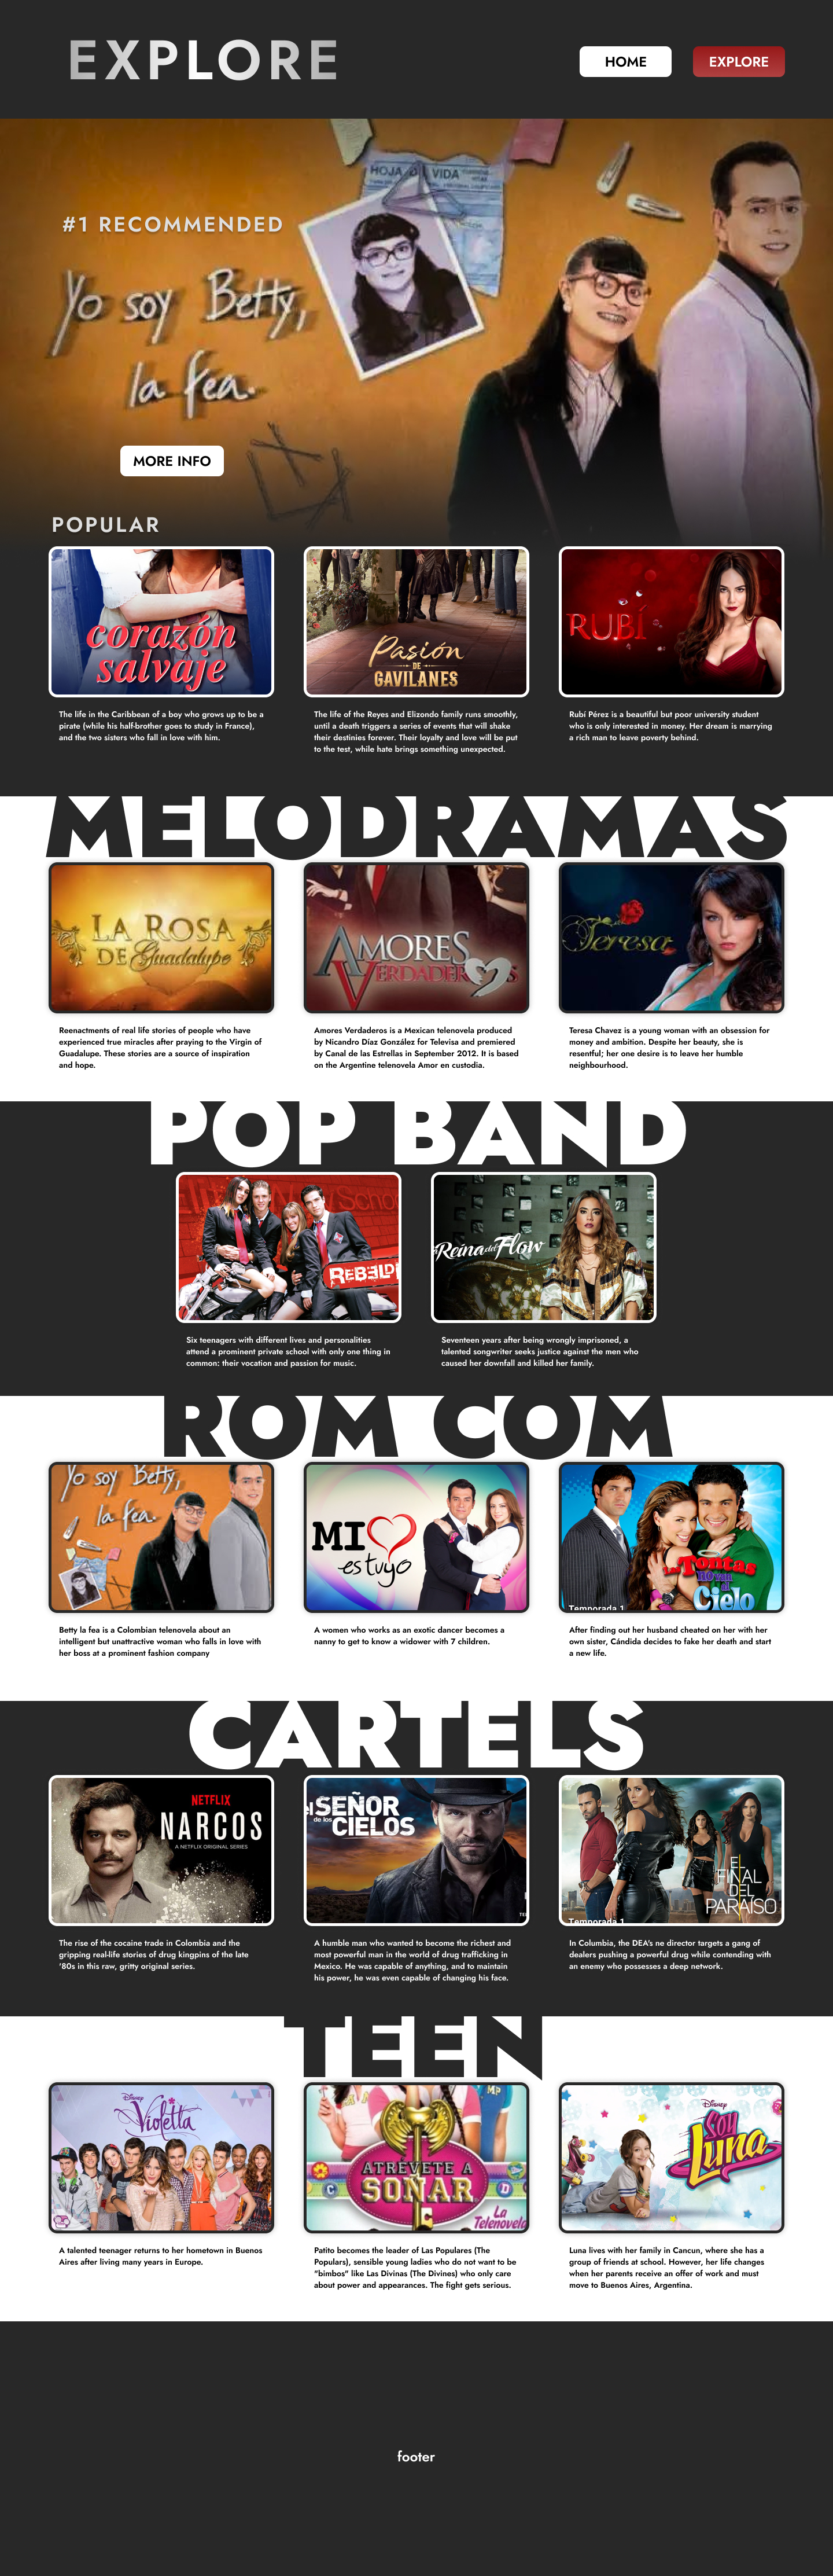 EXPLORE
HOME
EXPLORE
HOJA DE VIDA
#1 RECOMMENDED
Yo soy Betty,
la fea.
MORE INFO
POPULAR
corazón
salvaje
Pasión
DE
GAVILANES
RUBÍ
The life in the Caribbean of a boy who grows up to be a
pirate (while his half-brother goes to study in France),
and the two sisters who fall in love with him.
The life of the Reyes and Elizondo family runs smoothly,
until a death triggers a series of events that will shake
their destinies forever. Their loyalty and love will be put
to the test, while hate brings something unexpected.
Rubí Pérez is a beautiful but poor university student
who is only interested in money. Her dream is marrying
a rich man to leave poverty behind.
MELODRAMAS
LA ROSA
DE Guadalupe
AMORES
VERDADEROS
Teresa
Reenactments of real life stories of people who have
experienced true miracles after praying to the Virgin of
Guadalupe. These stories are a source of inspiration
and hope.
Amores Verdaderos is a Mexican telenovela produced
by Nicandro Díaz González for Televisa and premiered
by Canal de las Estrellas in September 2012. It is based
on the Argentine telenovela Amor en custodia.
Teresa Chavez is a young woman with an obsession for
money and ambition. Despite her beauty, she is
resentful; her one desire is to leave her humble
neighbourhood.
POP BAND
REBELD
Reina del Flow
Six teenagers with different lives and personalities
attend a prominent private school with only one thing in
common: their vocation and passion for music.
Seventeen years after being wrongly imprisoned, a
talented songwriter seeks justice against the men who
caused her downfall and killed her family.
ROM COM
Yo soy Betty,
la fea.
MI
es tuyo
Las Tontas
no van
al
Cielo
Temporada 1
Betty la fea is a Colombian telenovela about an
intelligent but unattractive woman who falls in love with
her boss at a prominent fashion company
A women who works as an exotic dancer becomes a
nanny to get to know a widower with 7 children.
After finding out her husband cheated on her with her
own sister, Cándida decides to fake her death and start
a new life.
CARTELS
NETFLIX
NARCOS
A NETFLIX ORIGINAL SERIES
el SEÑOR
de los CIELOS
EL
FINAL
DEL
PARAÍSO
Temporada 1
The rise of the cocaine trade in Colombia and the
gripping real-life stories of drug kingpins of the late
'80s in this raw, gritty original series.
A humble man who wanted to become the richest and
most powerful man in the world of drug trafficking in
Mexico. He was capable of anything, and to maintain
his power, he was even capable of changing his face.
In Columbia, the DEA's ne director targets a gang of
dealers pushing a powerful drug while contending with
an enemy who possesses a deep network.
TEEN
Disney
Violetta
MP
ATRÉVETE A
SOÑAR
C
D
La
Telenovela
Disney
SOY
Luna
A talented teenager returns to her hometown in Buenos
Aires after living many years in Europe.
Patito becomes the leader of Las Populares (The
Populars), sensible young ladies who do not want to be
"bimbos" like Las Divinas (The Divines) who only care
about power and appearances. The fight gets serious.
Luna lives with her family in Cancun, where she has a
group of friends at school. However, her life changes
when her parents receive an offer of work and must
move to Buenos Aires, Argentina.
footer